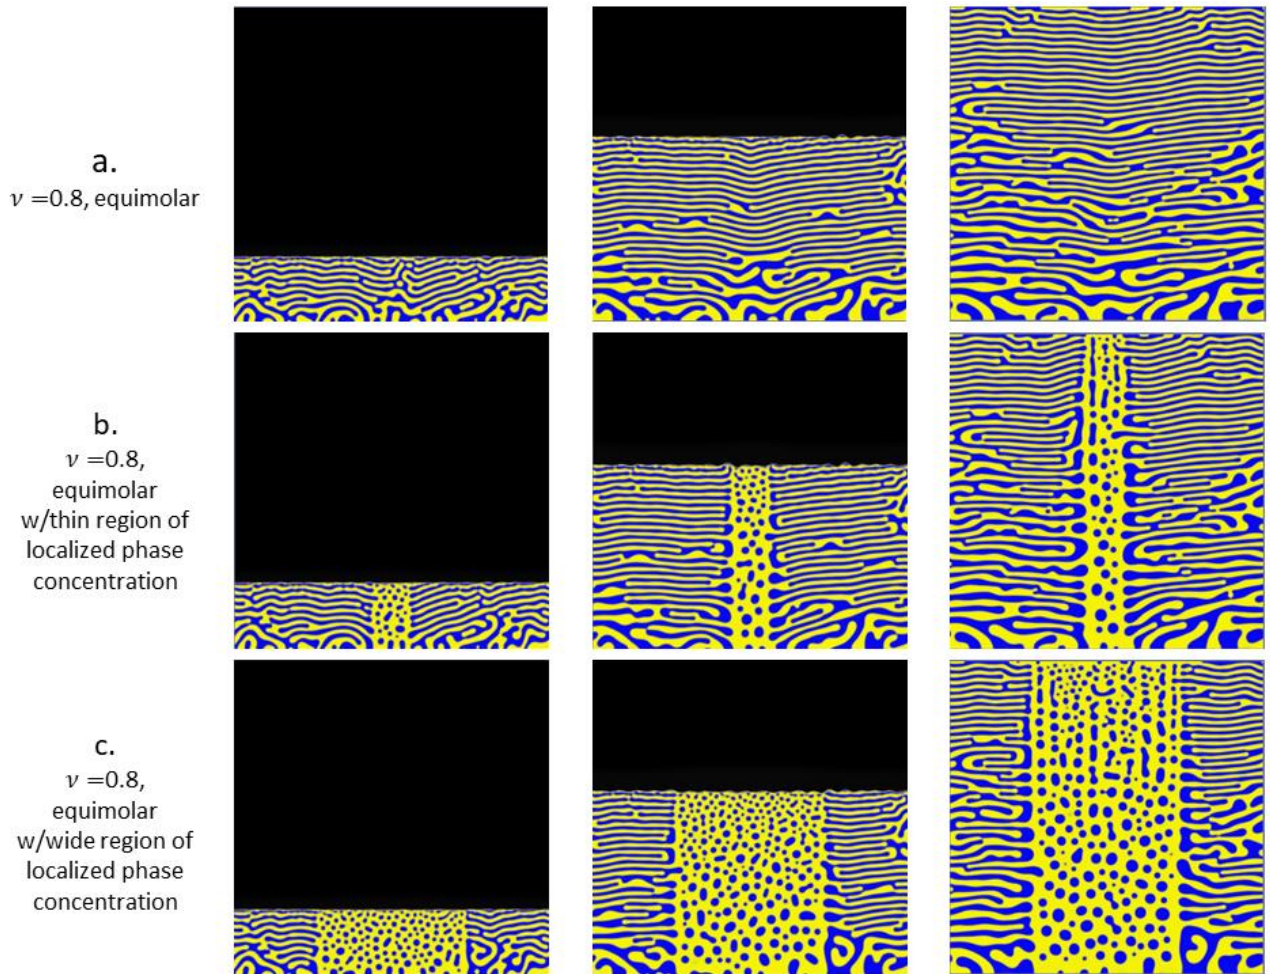 a.
ν =0.8, equimolar
b.
ν =0.8,
equimolar
w/thin region of
localized phase
concentration
c.
ν =0.8,
equimolar
w/wide region of
localized phase
concentration